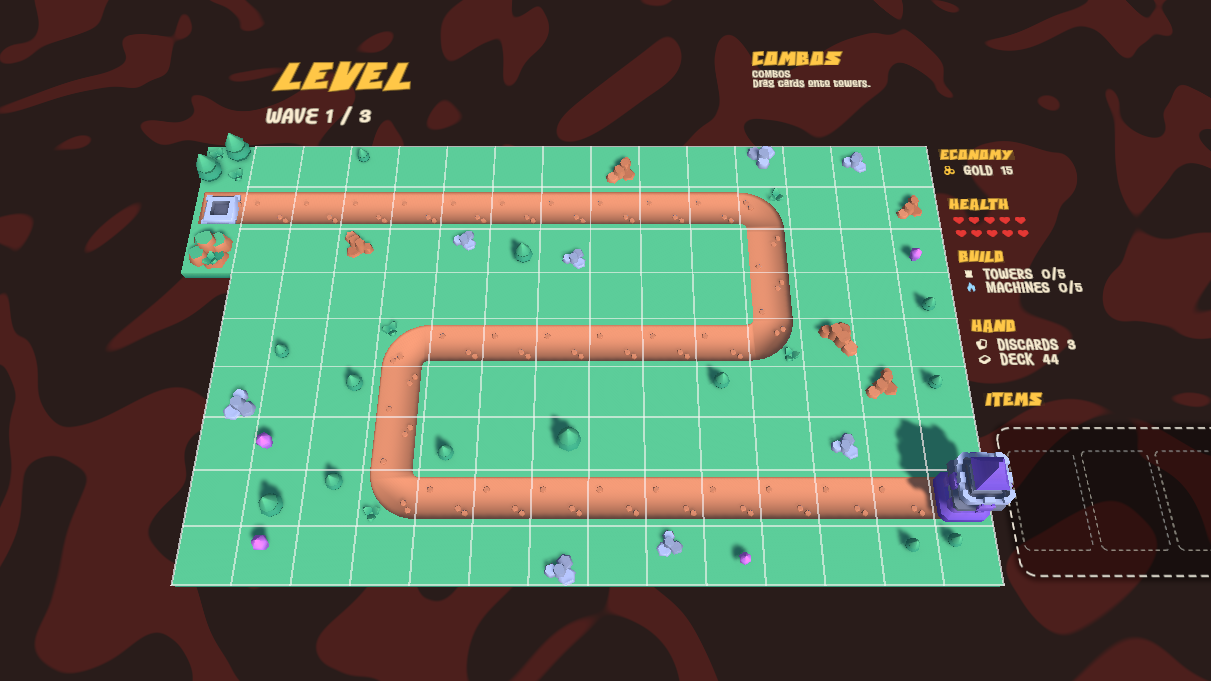 LEVEL
WAVE 1 / 3
COMBOS
COMBOS
Drag cards onto towers.
ECONOMY
GOLD 15
HEALTH
BUILD
TOWERS 0/5
MACHINES 0/5
HAND
DISCARDS 3
DECK 44
ITEMS